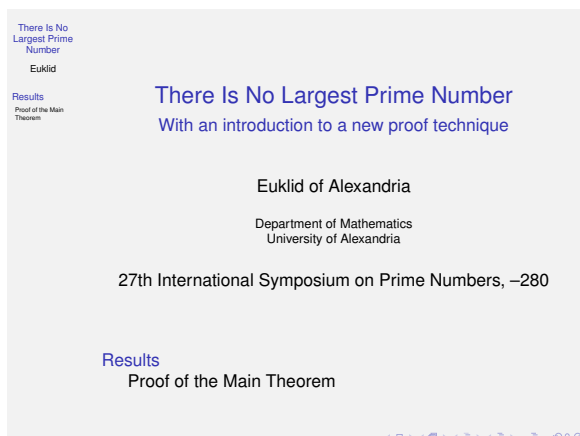 There Is No
Largest Prime
Number
Euklid
Results
Proof of the Main
Theorem
There Is No Largest Prime Number
With an introduction to a new proof technique
Euklid of Alexandria
Department of Mathematics
University of Alexandria
27th International Symposium on Prime Numbers, –280
Results
Proof of the Main Theorem